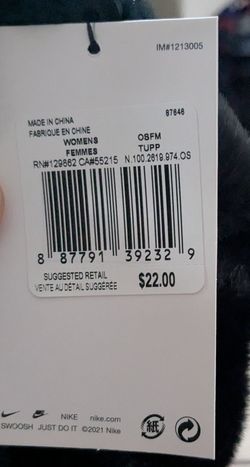 IM#1213005
MADE IN CHINA 87646
FABRIQUE EN CHINE
WOMENS OSFM
FEMMES TUPP
RN#129862 CA#55215 N.100.2619.974.OS
8 87791 39232 9
SUGGESTED RETAIL
VENTE AU DÉTAIL SUGGÉRÉE $22.00
NIKE nike.com
SWOOSH JUST DO IT ©2021 Nike
紙